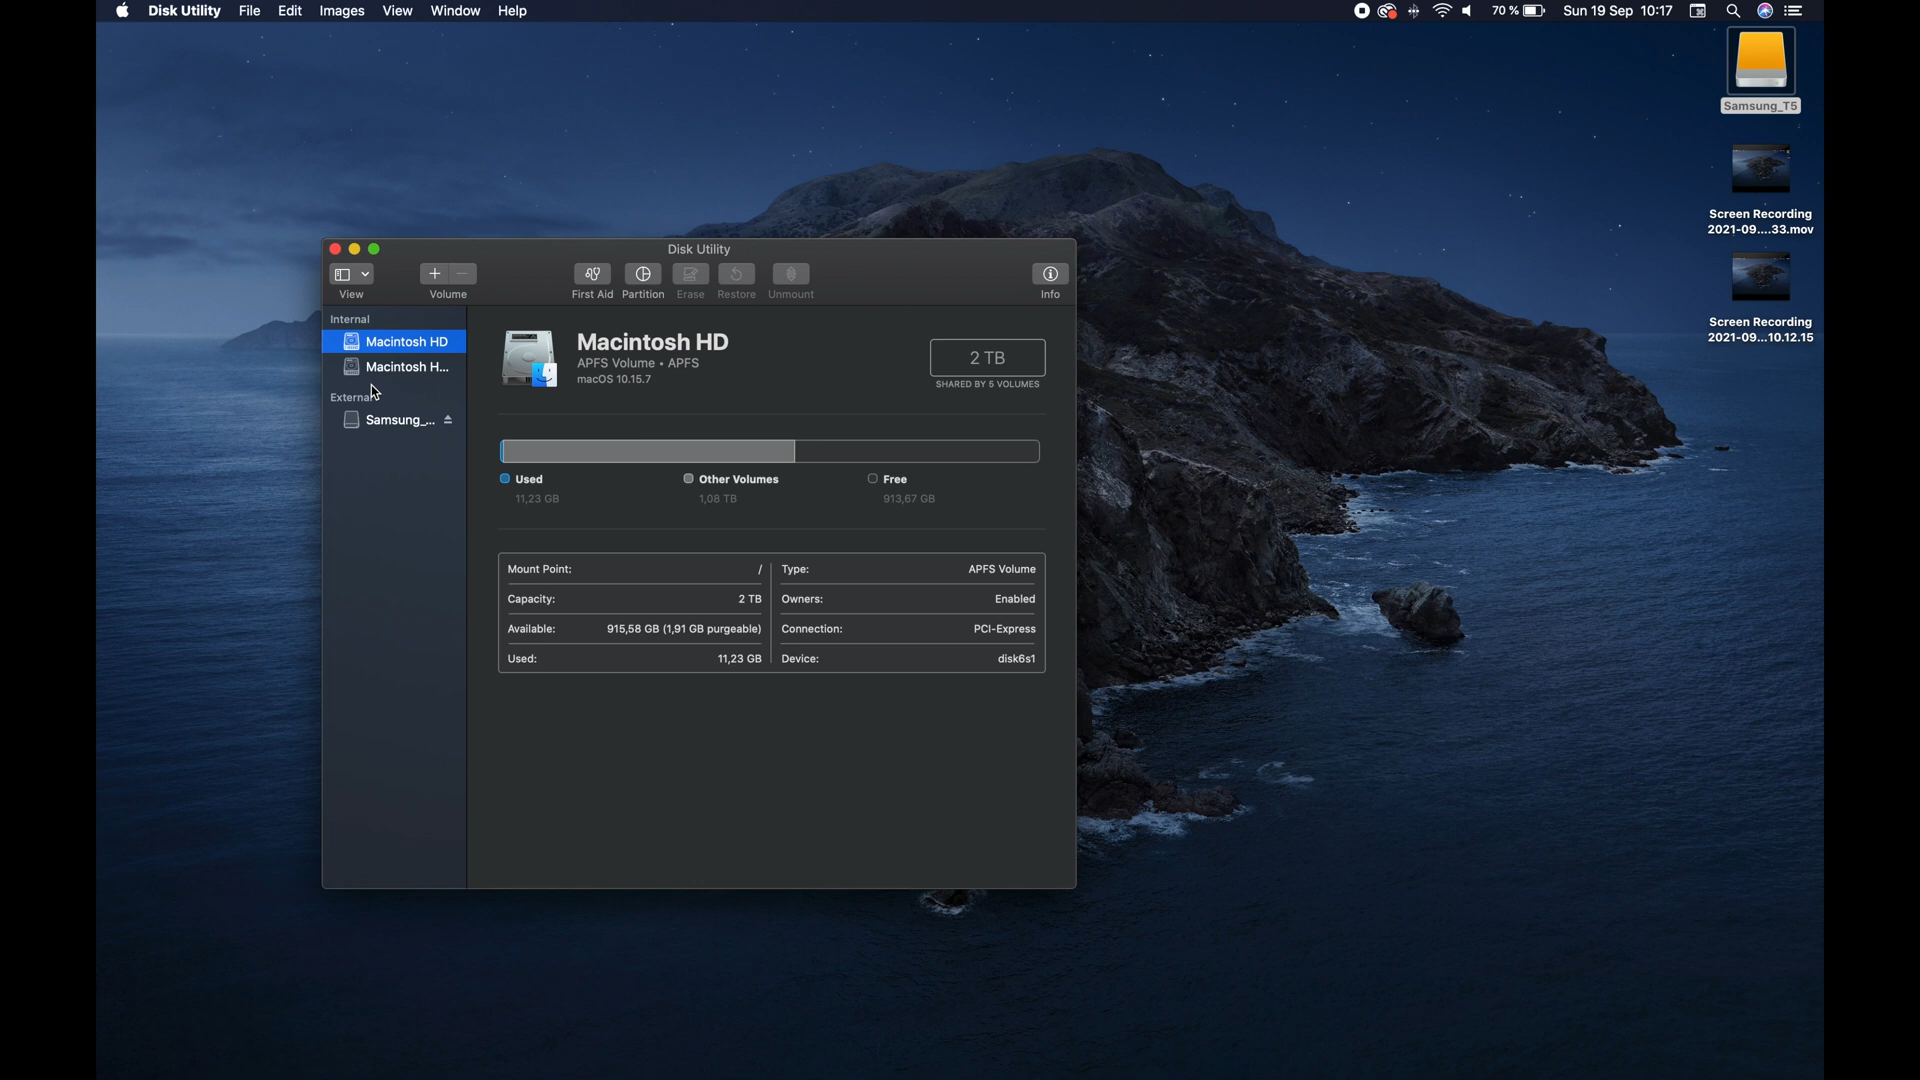 Disk Utility File Edit Images View Window Help
70 % Sun 19 Sep 10:17
Samsung_T5
Screen Recording
2021-09....33.mov
Screen Recording
2021-09...10.12.15
Disk Utility
View
Volume
First Aid
Partition
Erase
Restore
Unmount
Info
Internal
Macintosh HD
Macintosh H...
External
Samsung_...
Macintosh HD
APFS Volume • APFS
macOS 10.15.7
2 TB
SHARED BY 5 VOLUMES
Used
11,23 GB
Other Volumes
1,08 TB
Free
913,67 GB
Mount Point: /
Capacity: 2 TB
Available: 915,58 GB (1,91 GB purgeable)
Used: 11,23 GB
Type: APFS Volume
Owners: Enabled
Connection: PCI-Express
Device: disk6s1